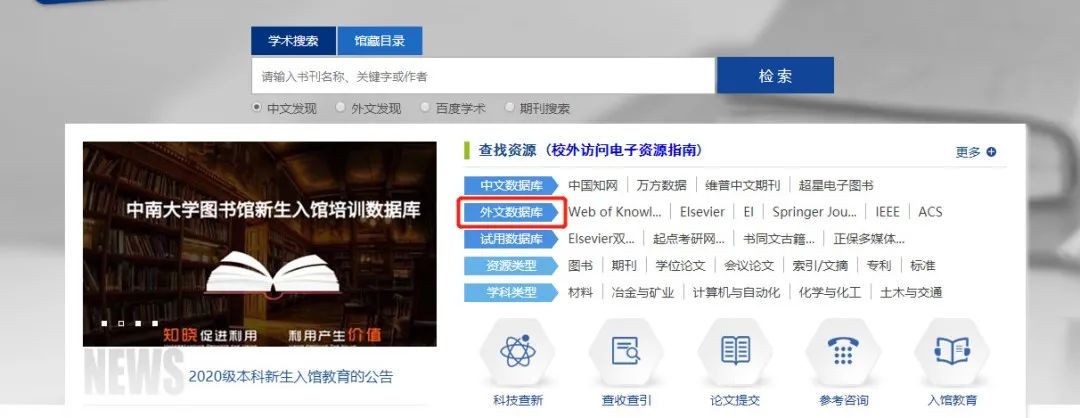 学术搜索 馆藏目录
请输入书刊名称、关键字或作者 检索
中文发现 外文发现 百度学术 期刊搜索
中南大学图书馆新生入馆培训数据库
知晓促进利用 利用产生价值
NEWS
2020级本科新生入馆教育的公告
查找资源（校外访问电子资源指南） 更多
中文数据库 中国知网 万方数据 维普中文期刊 超星电子图书
外文数据库 Web of Knowl... Elsevier EI Springer Jou... IEEE ACS
试用数据库 Elsevier双... 起点考研网... 书同文古籍... 正保多媒体...
资源类型 图书 期刊 学位论文 会议论文 索引/文摘 专利 标准
学科类型 材料 冶金与矿业 计算机与自动化 化学与化工 土木与交通
科技查新 查收查引 论文提交 参考咨询 入馆教育